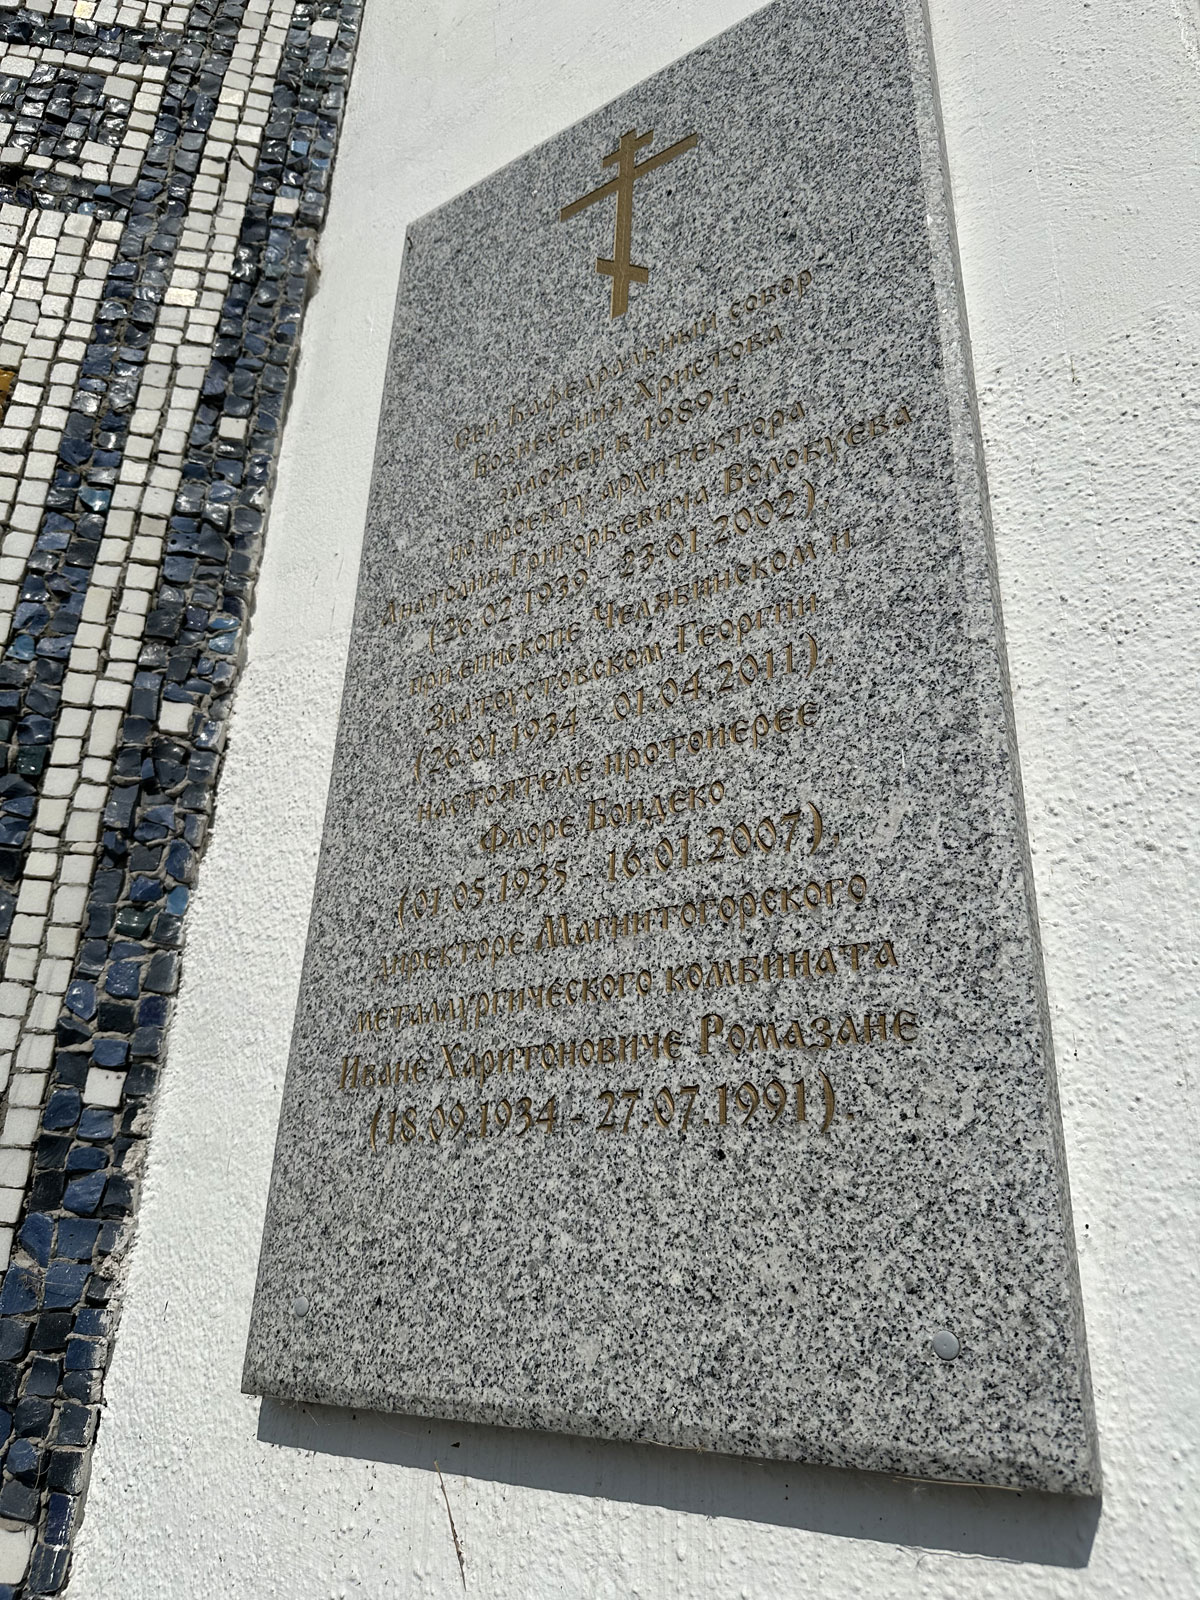 Сей Кафедральный собор
Вознесения Христова
заложен в 1989 г.
по проекту архитектора
Анатолия Григорьевича Волобуева
(26.02.1939 - 23.01.2002),
при епископе Челябинском и
Златоустовском Георгии
(26.01.1934 - 01.04.2011),
настоятеле протоиерее
Флоре Бондеко
(01.05.1935 - 16.01.2007),
директоре Магнитогорского
металлургического комбината
Иване Харитоновиче Ромазане
(18.09.1934 - 27.07.1991).